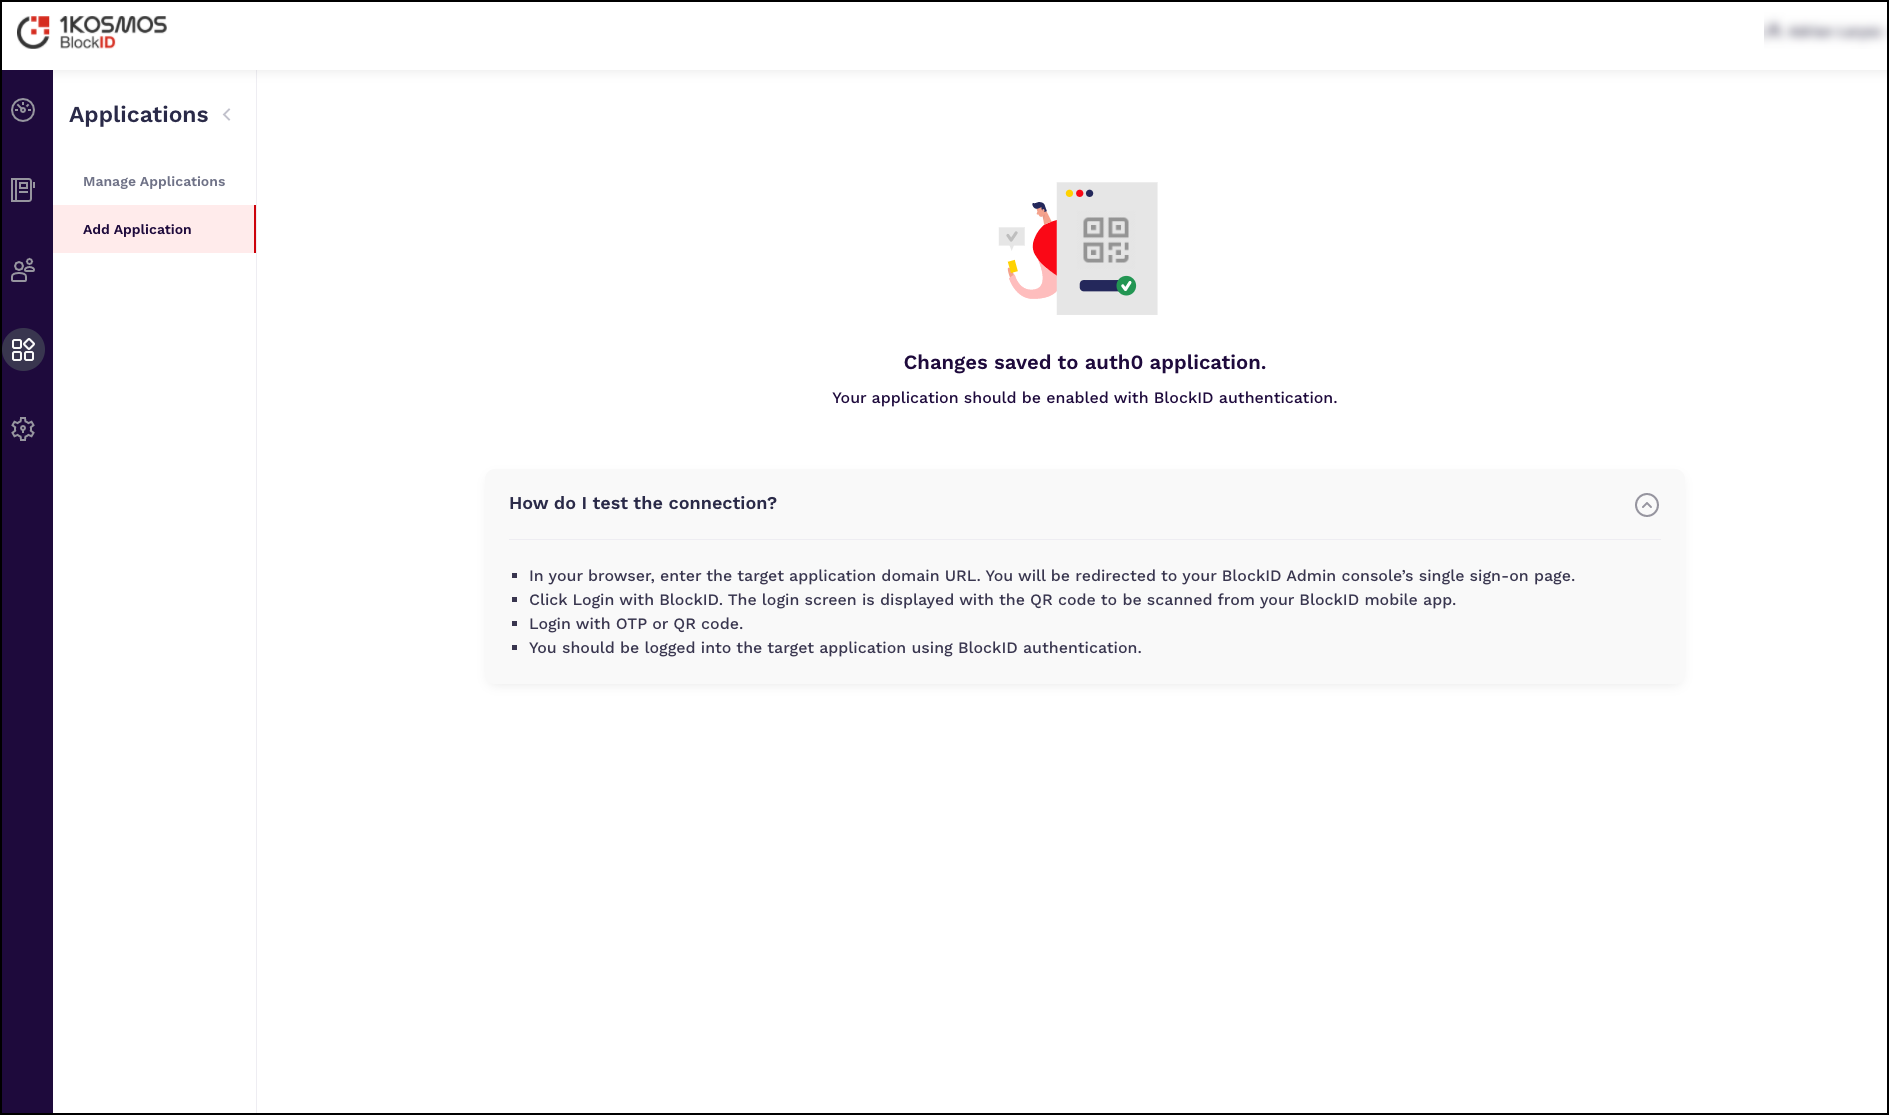 1KOSMOS
BlockID
Applications
Manage Applications
Add Application
Changes saved to auth0 application.
Your application should be enabled with BlockID authentication.
How do I test the connection?
In your browser, enter the target application domain URL. You will be redirected to your BlockID Admin console’s single sign-on page.
Click Login with BlockID. The login screen is displayed with the QR code to be scanned from your BlockID mobile app.
Login with OTP or QR code.
You should be logged into the target application using BlockID authentication.